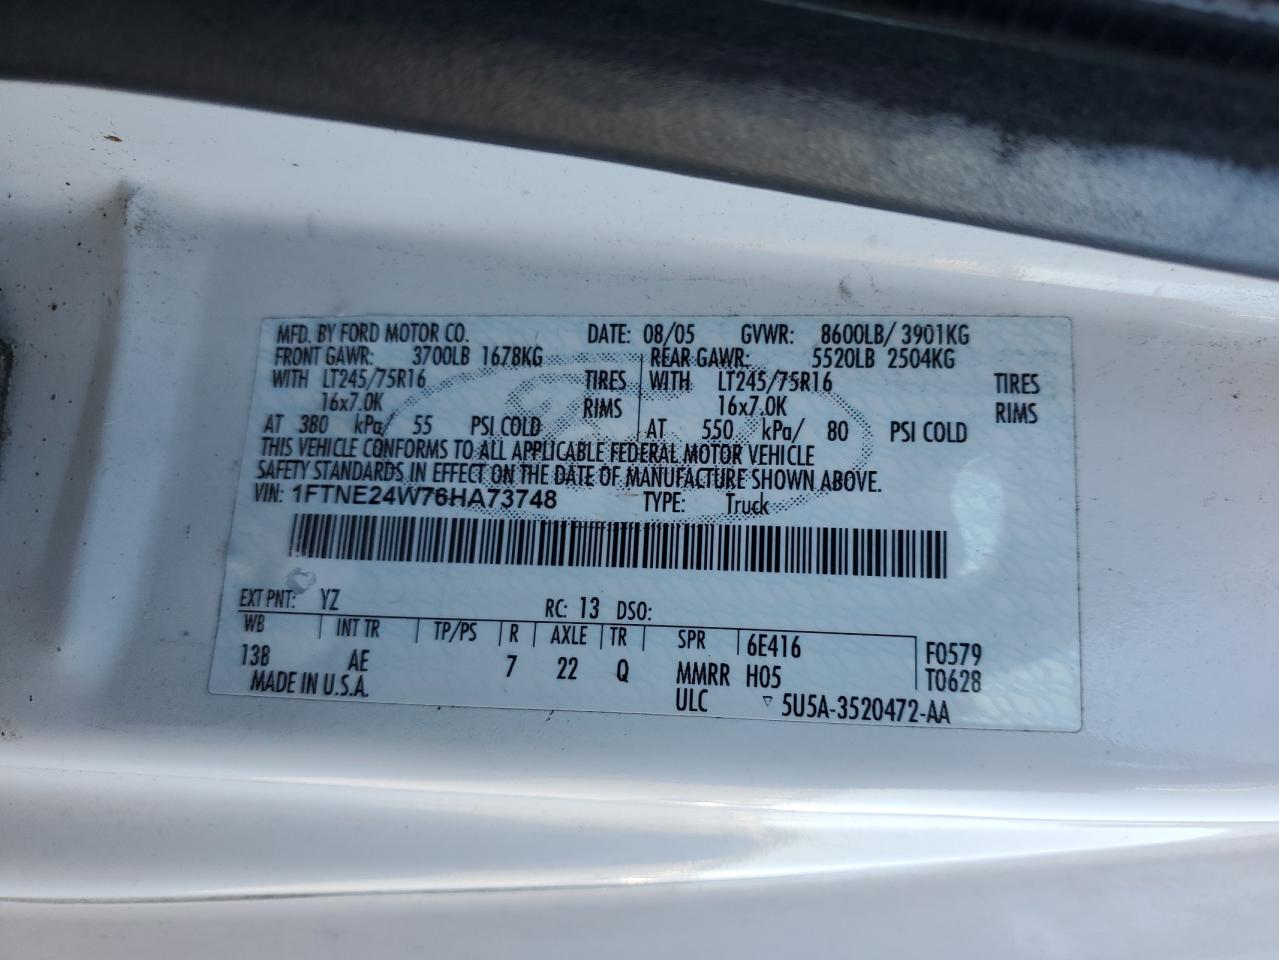 MFD. BY FORD MOTOR CO. DATE: 08/05 GVWR: 8600LB/ 3901KG
FRONT GAWR: 3700LB 1678KG REAR GAWR: 5520LB 2504KG
WITH LT245/75R16 TIRES WITH LT245/75R16 TIRES
16x7.0K RIMS 16x7.0K RIMS
AT 380 kPa/ 55 PSI COLD AT 550 kPa/ 80 PSI COLD
THIS VEHICLE CONFORMS TO ALL APPLICABLE FEDERAL MOTOR VEHICLE
SAFETY STANDARDS IN EFFECT ON THE DATE OF MANUFACTURE SHOWN ABOVE.
VIN: 1FTNE24W76HA73748 TYPE: Truck
EXT PNT: YZ RC: 13 DSO:
WB INT TR TP/PS R AXLE TR SPR 6E416 F0579
138 AE 7 22 Q MMRR H05 T0628
MADE IN U.S.A. ULC ▽ 5U5A-3520472-AA